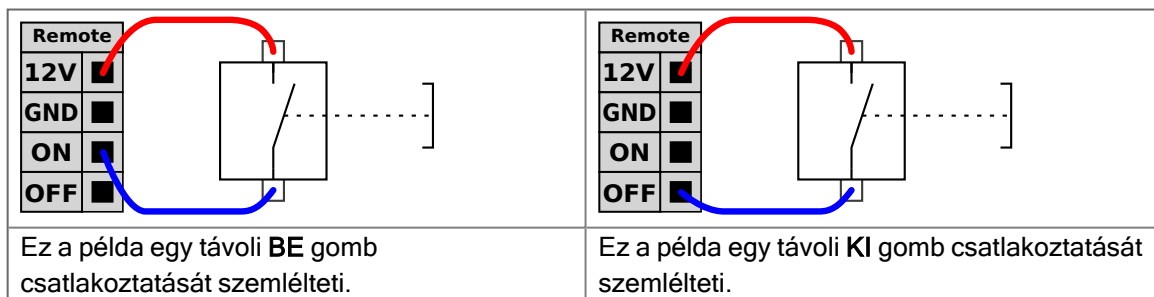 Remote
12V
GND
ON
OFF
Remote
12V
GND
ON
OFF
Ez a példa egy távoli BE gomb
csatlakoztatását szemlélteti.
Ez a példa egy távoli KI gomb csatlakoztatását
szemlélteti.